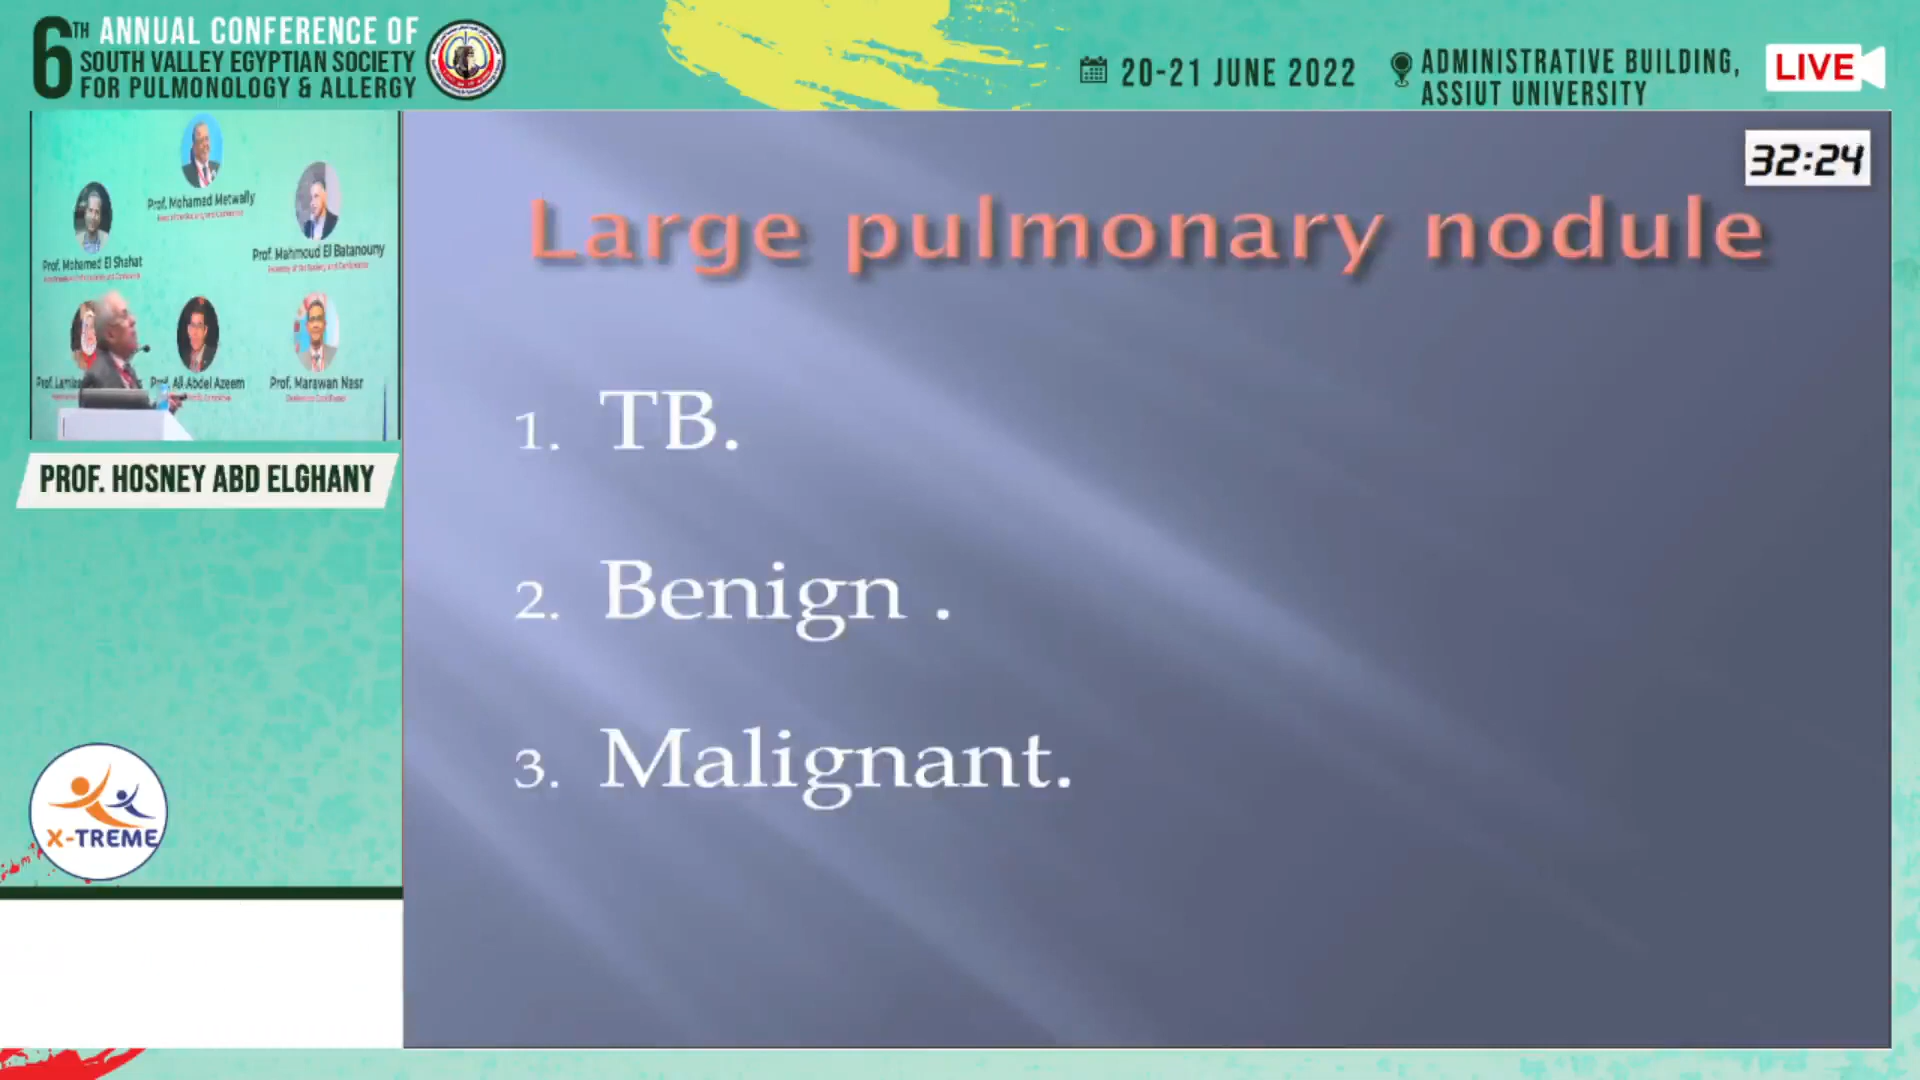 6TH ANNUAL CONFERENCE OF
SOUTH VALLEY EGYPTIAN SOCIETY
FOR PULMONOLOGY & ALLERGY
20-21 JUNE 2022
ADMINISTRATIVE BUILDING,
ASSIUT UNIVERSITY
LIVE
32:24
Prof. Mohamed Metwally
Prof. Mohamed El Shahat
Prof. Mahmoud El Batanouny
Prof. Ali Abdel Azeem
Prof. Marawan Nasr
PROF. HOSNEY ABD ELGHANY
X-TREME
Large pulmonary nodule
1. TB.
2. Benign .
3. Malignant.